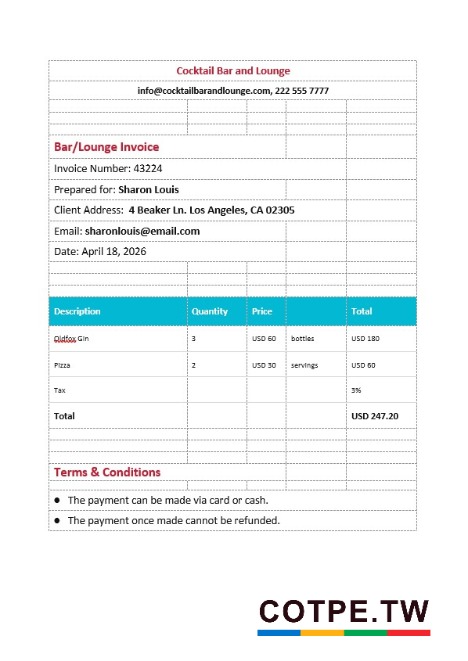 Cocktail Bar and Lounge
info@cocktailbarandlounge.com, 222 555 7777
Bar/Lounge Invoice
Invoice Number: 43224
Prepared for: Sharon Louis
Client Address: 4 Beaker Ln. Los Angeles, CA 02305
Email: sharonlouis@email.com
Date: April 18, 2026
Description Quantity Price Total
Oldfox Gin 3 USD 60 bottles USD 180
Pizza 2 USD 30 servings USD 60
Tax 3%
Total USD 247.20
Terms & Conditions
● The payment can be made via card or cash.
● The payment once made cannot be refunded.
COTPE.TW